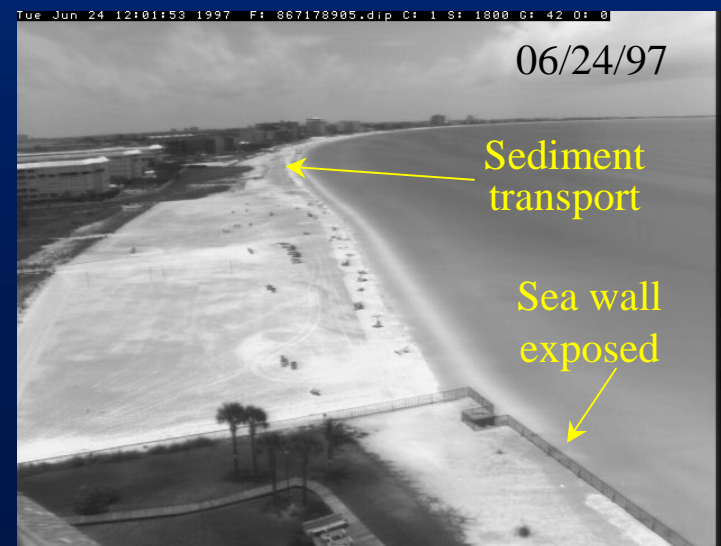 Tue Jun 24 12:01:53 1997 F: 867178905.dip C: 1 S: 1800 G: 42 O: 0
06/24/97
Sediment
transport
Sea wall
exposed